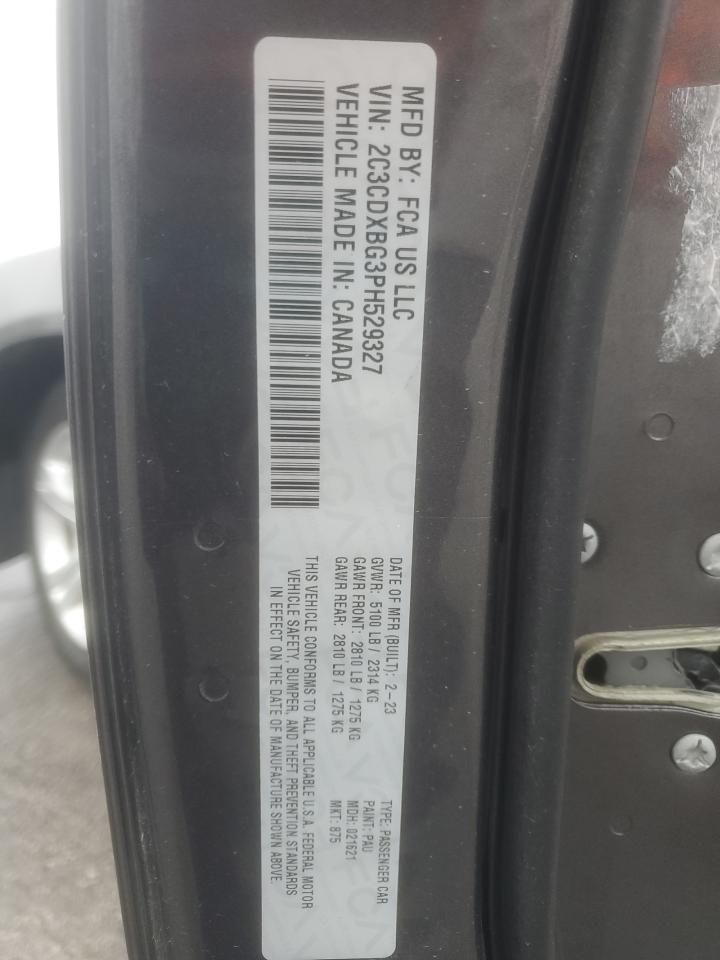 MFD BY: FCA US LLC
VIN: 2C3CDXBG3PH529327
VEHICLE MADE IN: CANADA
DATE OF MFR (BUILT): 2-23
GVWR: 5100 LB / 2314 KG
GAWR FRONT: 2810 LB / 1275 KG
GAWR REAR: 2810 LB / 1275 KG
TYPE: PASSENGER CAR
PAINT: PAU
MDH: 021621
MKT: 875
THIS VEHICLE CONFORMS TO ALL APPLICABLE U.S.A. FEDERAL MOTOR
VEHICLE SAFETY, BUMPER, AND THEFT PREVENTION STANDARDS
IN EFFECT ON THE DATE OF MANUFACTURE SHOWN ABOVE.